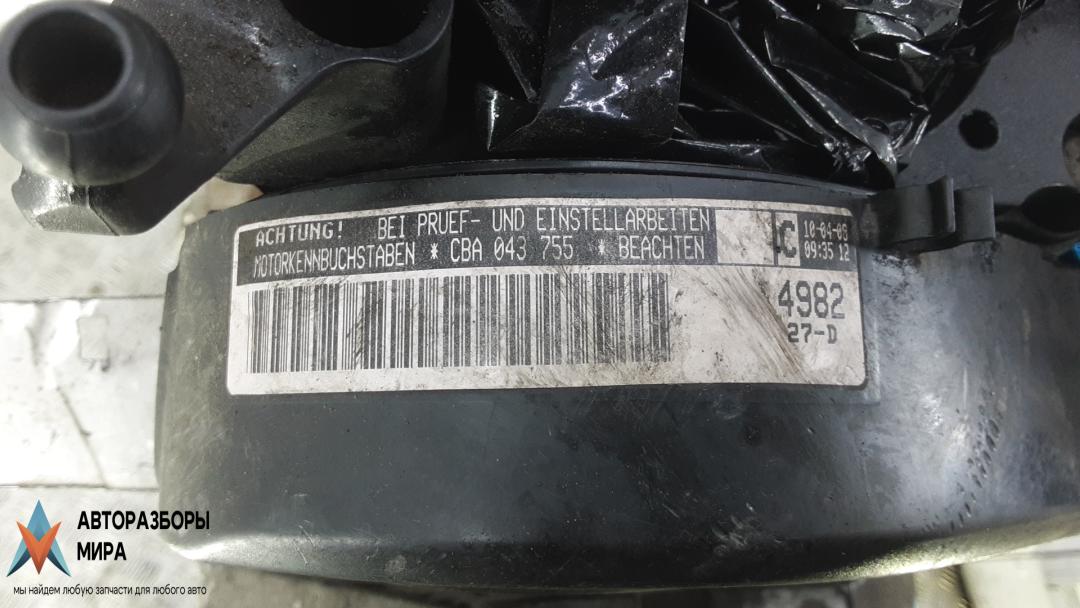 ACHTUNG! BEI PRUEF- UND EINSTELLARBEITEN
MOTORKENNBUCHSTABEN * CBA 043 755 * BEACHTEN
C
10-04-08
09:35 12
4982
27-D
АВТОРАЗБОРЫ
МИРА
мы найдем любую запчасти для любого авто